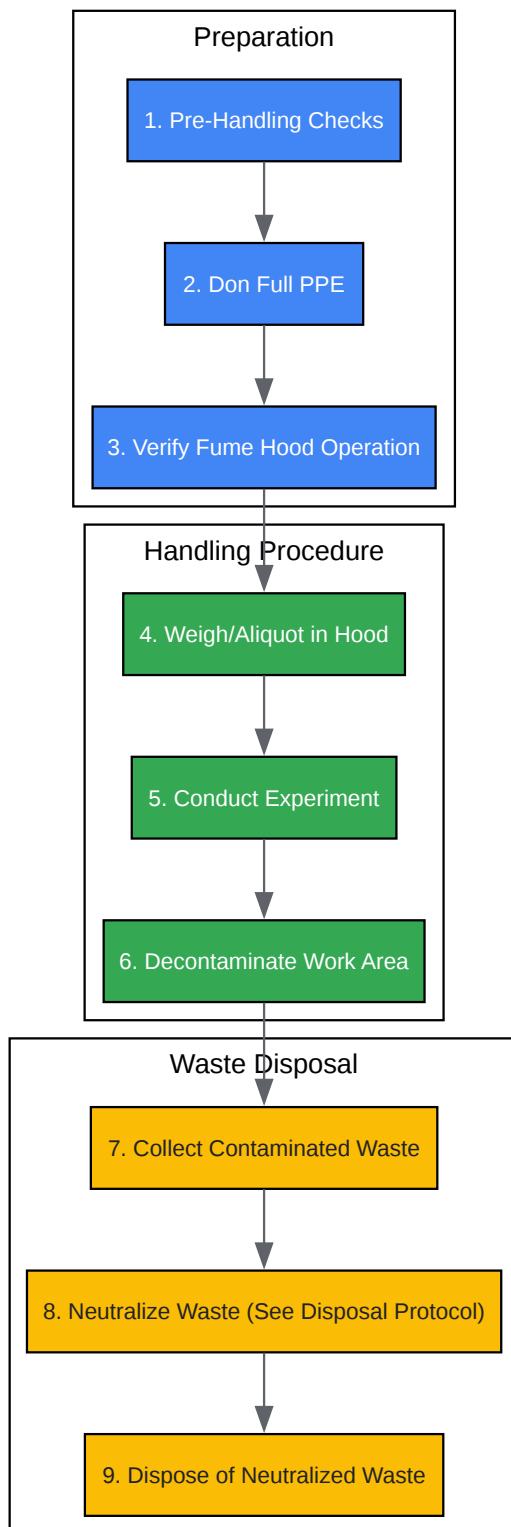 Preparation
1. Pre-Handling Checks
2. Don Full PPE
3. Verify Fume Hood Operation
Handling Procedure
4. Weigh/Aliquot in Hood
5. Conduct Experiment
6. Decontaminate Work Area
Waste Disposal
7. Collect Contaminated Waste
8. Neutralize Waste (See Disposal Protocol)
9. Dispose of Neutralized Waste